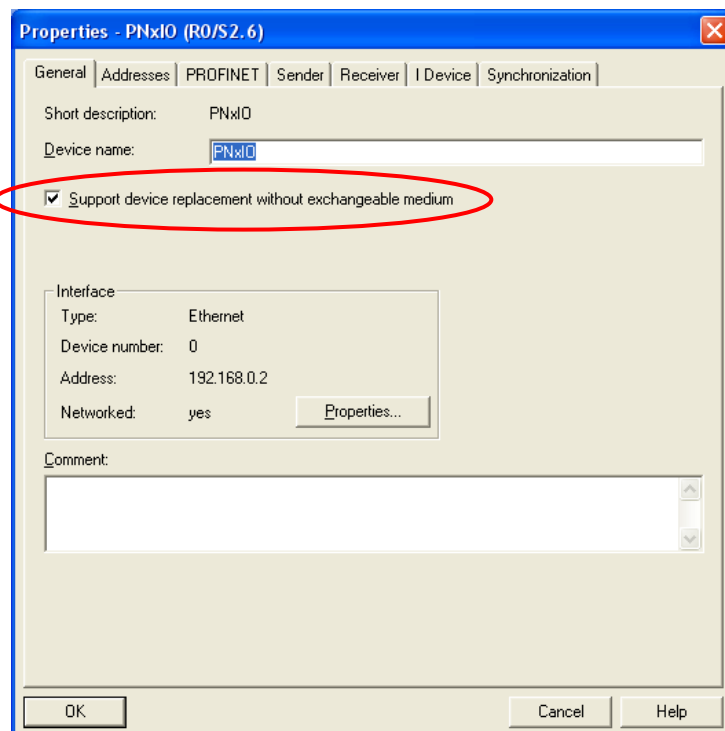 Properties - PNxIO (R0/S2.6)
General Addresses PROFINET Sender Receiver I Device Synchronization
Short description: PNxIO
Device name: PNxIO
Support device replacement without exchangeable medium
Interface
Type: Ethernet
Device number: 0
Address: 192.168.0.2
Networked: yes Properties...
Comment:
OK Cancel Help